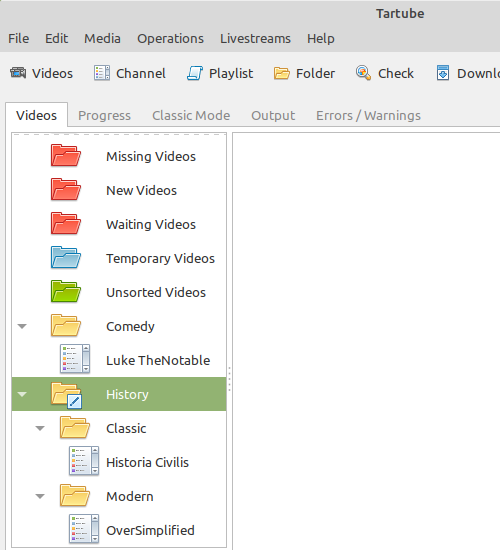 Tartube
File Edit Media Operations Livestreams Help
Videos Channel Playlist Folder Check Downl
Videos Progress Classic Mode Output Errors / Warnings
Missing Videos
New Videos
Waiting Videos
Temporary Videos
Unsorted Videos
Comedy
Luke TheNotable
History
Classic
Historia Civilis
Modern
OverSimplified